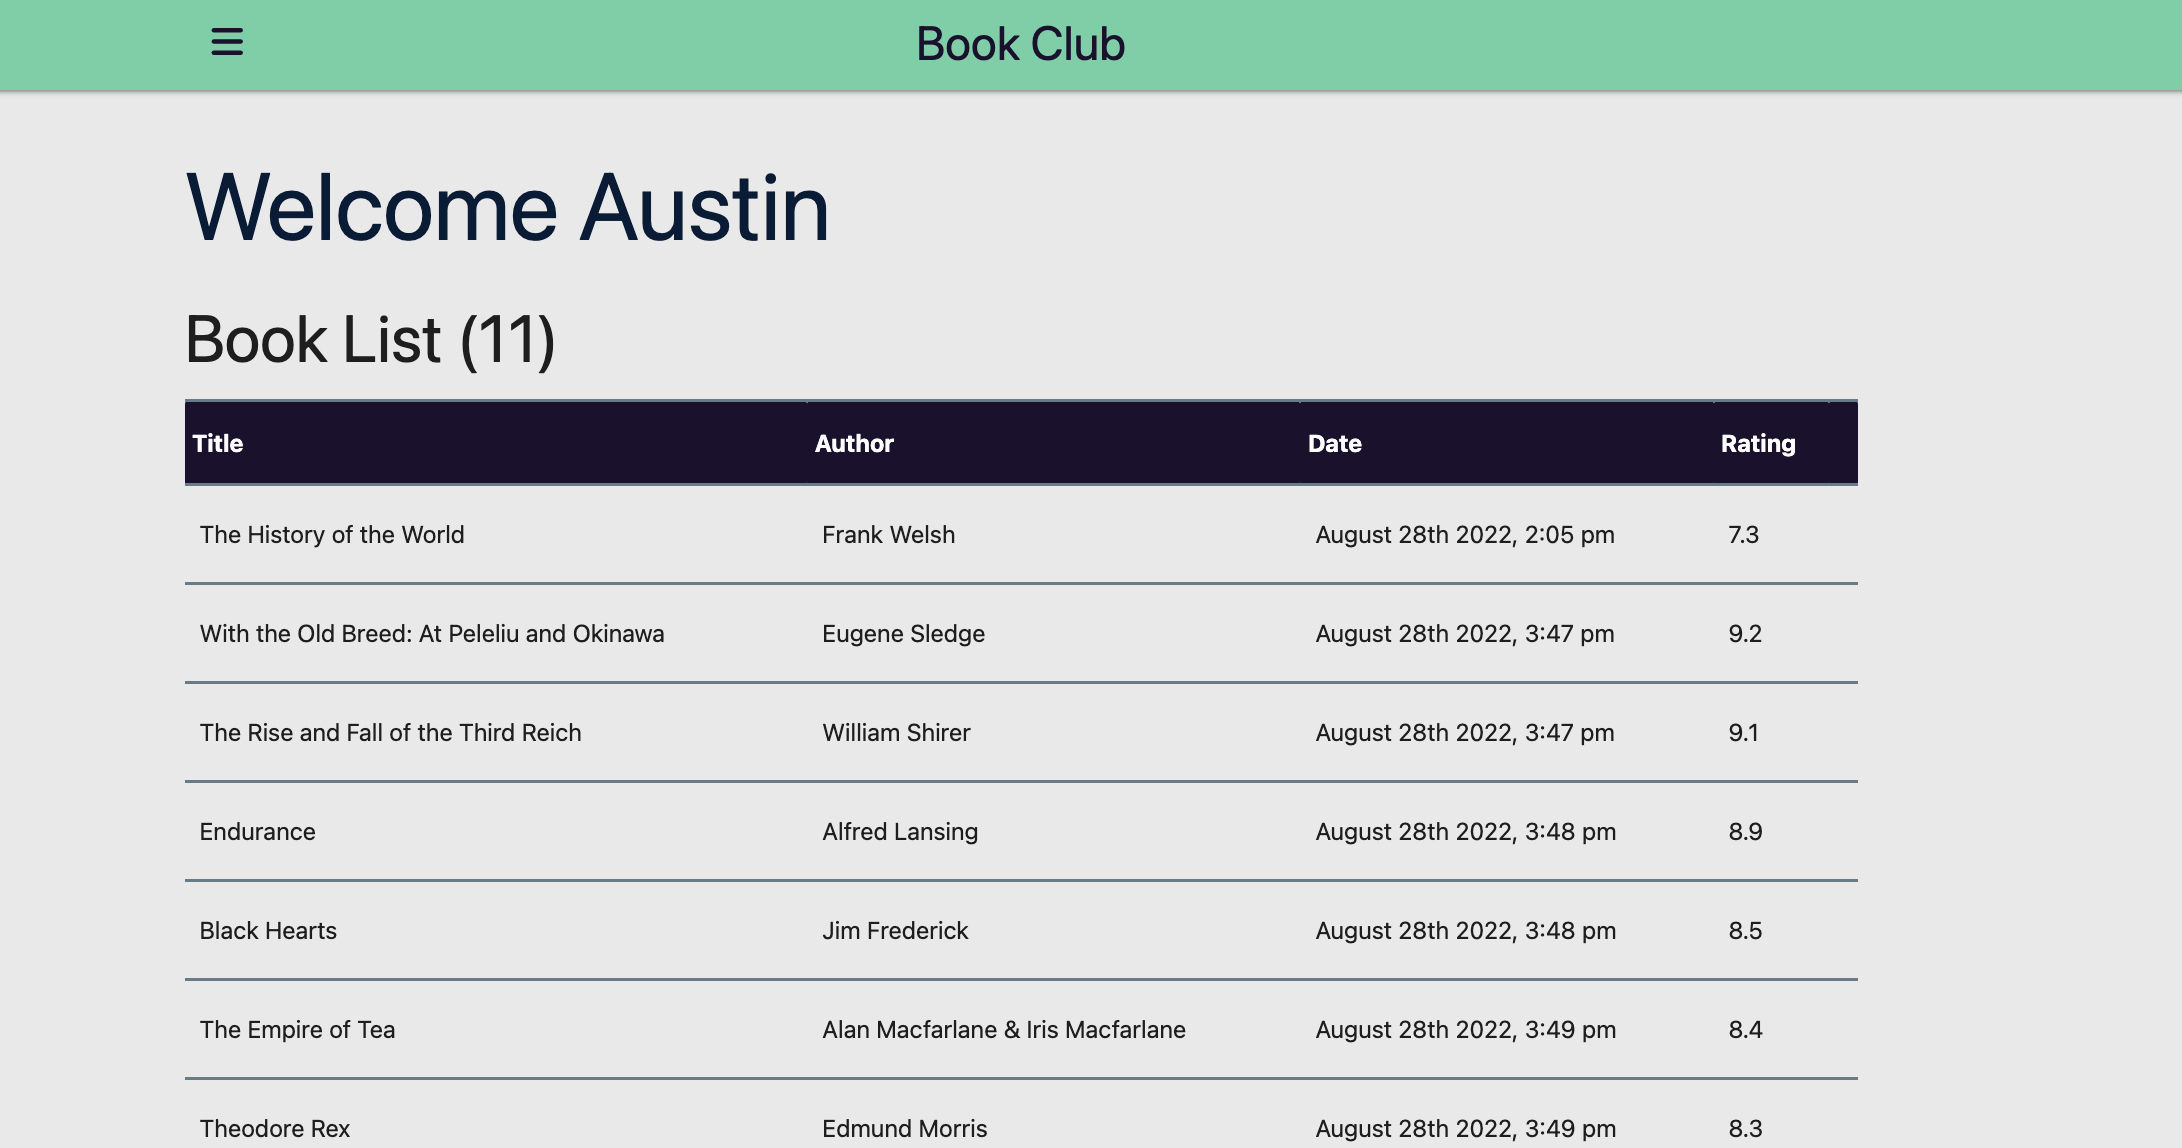 Book Club
Welcome Austin
Book List (11)
Title Author Date Rating
The History of the World Frank Welsh August 28th 2022, 2:05 pm 7.3
With the Old Breed: At Peleliu and Okinawa Eugene Sledge August 28th 2022, 3:47 pm 9.2
The Rise and Fall of the Third Reich William Shirer August 28th 2022, 3:47 pm 9.1
Endurance Alfred Lansing August 28th 2022, 3:48 pm 8.9
Black Hearts Jim Frederick August 28th 2022, 3:48 pm 8.5
The Empire of Tea Alan Macfarlane & Iris Macfarlane August 28th 2022, 3:49 pm 8.4
Theodore Rex Edmund Morris August 28th 2022, 3:49 pm 8.3